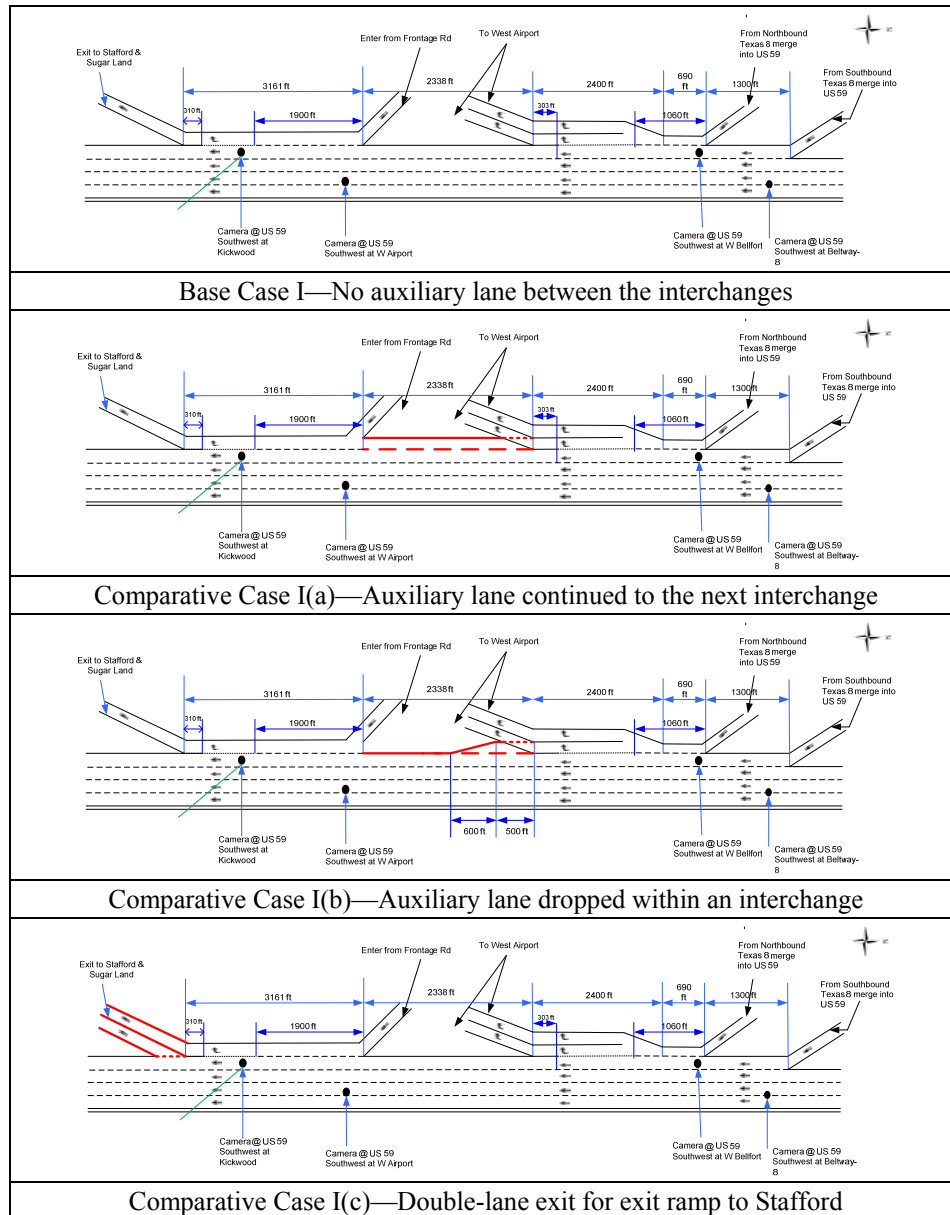 Exit to Stafford &
Sugar Land
Enter from Frontage Rd
To West Airport
From Northbound
Texas 8 merge
into US 59
From Southbound
Texas 8 merge into
US 59
3161 ft
2338 ft
2400 ft
690
ft
1300 ft
310 ft
1900 ft
303 ft
1060 ft
Camera @ US 59
Southwest at
Kickwood
Camera @ US 59
Southwest at W Airport
Camera @ US 59
Southwest at W Bellfort
Camera @ US 59
Southwest at Beltway-
8
Base Case I—No auxiliary lane between the interchanges
Exit to Stafford &
Sugar Land
Enter from Frontage Rd
To West Airport
From Northbound
Texas 8 merge
into US 59
From Southbound
Texas 8 merge into
US 59
3161 ft
2338 ft
2400 ft
690
ft
1300 ft
310 ft
1900 ft
303 ft
1060 ft
Camera @ US 59
Southwest at
Kickwood
Camera @ US 59
Southwest at W Airport
Camera @ US 59
Southwest at W Bellfort
Camera @ US 59
Southwest at Beltway-
8
Comparative Case I(a)—Auxiliary lane continued to the next interchange
Exit to Stafford &
Sugar Land
Enter from Frontage Rd
To West Airport
From Northbound
Texas 8 merge
into US 59
From Southbound
Texas 8 merge into
US 59
3161 ft
2338 ft
2400 ft
690
ft
1300 ft
310 ft
1900 ft
303 ft
1060 ft
600 ft
500 ft
Camera @ US 59
Southwest at
Kickwood
Camera @ US 59
Southwest at W Airport
Camera @ US 59
Southwest at W Bellfort
Camera @ US 59
Southwest at Beltway-
8
Comparative Case I(b)—Auxiliary lane dropped within an interchange
Exit to Stafford &
Sugar Land
Enter from Frontage Rd
To West Airport
From Northbound
Texas 8 merge
into US 59
From Southbound
Texas 8 merge into
US 59
3161 ft
2338 ft
2400 ft
690
ft
1300 ft
310 ft
1900 ft
303 ft
1060 ft
Camera @ US 59
Southwest at
Kickwood
Camera @ US 59
Southwest at W Airport
Camera @ US 59
Southwest at W Bellfort
Camera @ US 59
Southwest at Beltway-
8
Comparative Case I(c)—Double-lane exit for exit ramp to Stafford